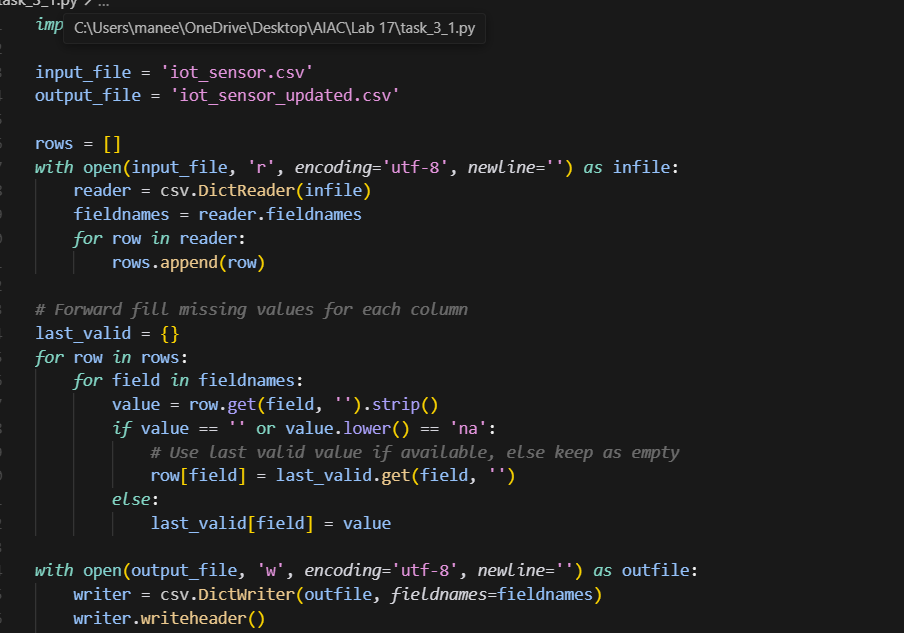 task_3_1.py > ...
imp
C:\Users\manee\OneDrive\Desktop\AIAC\Lab 17\task_3_1.py
input_file = 'iot_sensor.csv'
output_file = 'iot_sensor_updated.csv'
rows = []
with open(input_file, 'r', encoding='utf-8', newline='') as infile:
    reader = csv.DictReader(infile)
    fieldnames = reader.fieldnames
    for row in reader:
        rows.append(row)
# Forward fill missing values for each column
last_valid = {}
for row in rows:
    for field in fieldnames:
        value = row.get(field, '').strip()
        if value == '' or value.lower() == 'na':
            # Use last valid value if available, else keep as empty
            row[field] = last_valid.get(field, '')
        else:
            last_valid[field] = value
with open(output_file, 'w', encoding='utf-8', newline='') as outfile:
    writer = csv.DictWriter(outfile, fieldnames=fieldnames)
    writer.writeheader()